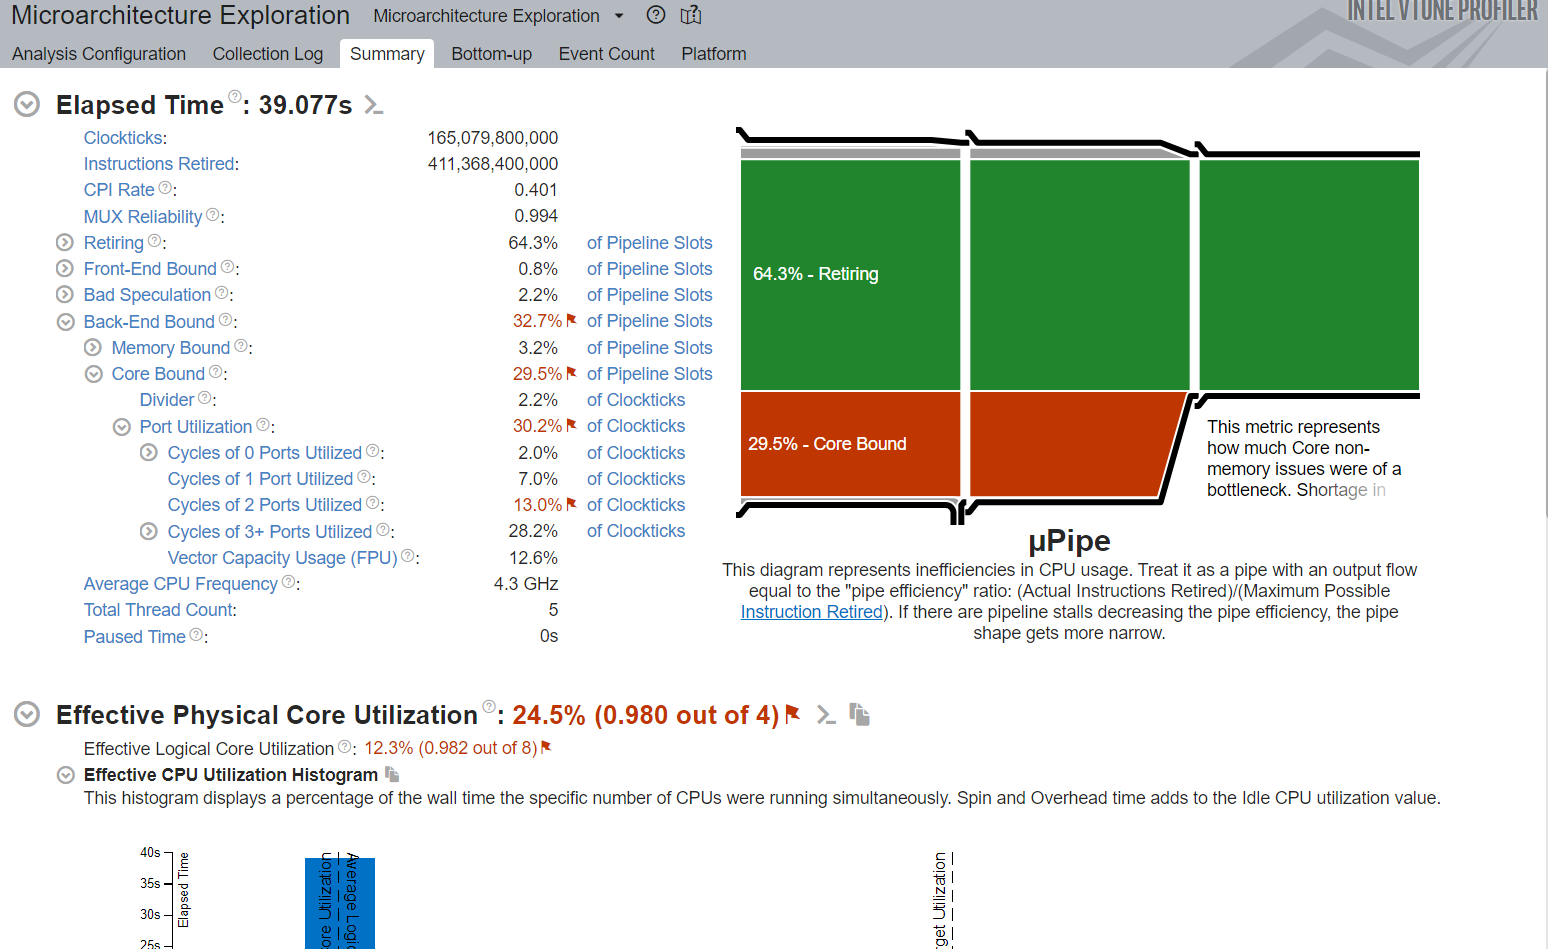 Microarchitecture Exploration Microarchitecture Exploration
INTEL VTUNE PROFILER
Analysis Configuration Collection Log Summary Bottom-up Event Count Platform
Elapsed Time : 39.077s
Clockticks: 165,079,800,000
Instructions Retired: 411,368,400,000
CPI Rate : 0.401
MUX Reliability : 0.994
Retiring : 64.3% of Pipeline Slots
Front-End Bound : 0.8% of Pipeline Slots
Bad Speculation : 2.2% of Pipeline Slots
Back-End Bound : 32.7% of Pipeline Slots
Memory Bound : 3.2% of Pipeline Slots
Core Bound : 29.5% of Pipeline Slots
Divider : 2.2% of Clockticks
Port Utilization : 30.2% of Clockticks
Cycles of 0 Ports Utilized : 2.0% of Clockticks
Cycles of 1 Port Utilized : 7.0% of Clockticks
Cycles of 2 Ports Utilized : 13.0% of Clockticks
Cycles of 3+ Ports Utilized : 28.2% of Clockticks
Vector Capacity Usage (FPU) : 12.6%
Average CPU Frequency : 4.3 GHz
Total Thread Count: 5
Paused Time : 0s
64.3% - Retiring
29.5% - Core Bound
This metric represents
how much Core non-
memory issues were of a
bottleneck. Shortage in
µPipe
This diagram represents inefficiencies in CPU usage. Treat it as a pipe with an output flow
equal to the "pipe efficiency" ratio: (Actual Instructions Retired)/(Maximum Possible
Instruction Retired). If there are pipeline stalls decreasing the pipe efficiency, the pipe
shape gets more narrow.
Effective Physical Core Utilization : 24.5% (0.980 out of 4)
Effective Logical Core Utilization : 12.3% (0.982 out of 8)
Effective CPU Utilization Histogram
This histogram displays a percentage of the wall time the specific number of CPUs were running simultaneously. Spin and Overhead time adds to the Idle CPU utilization value.
40s
35s
30s
25s
Elapsed Time
ore Utilization
Average Logic
get Utilization